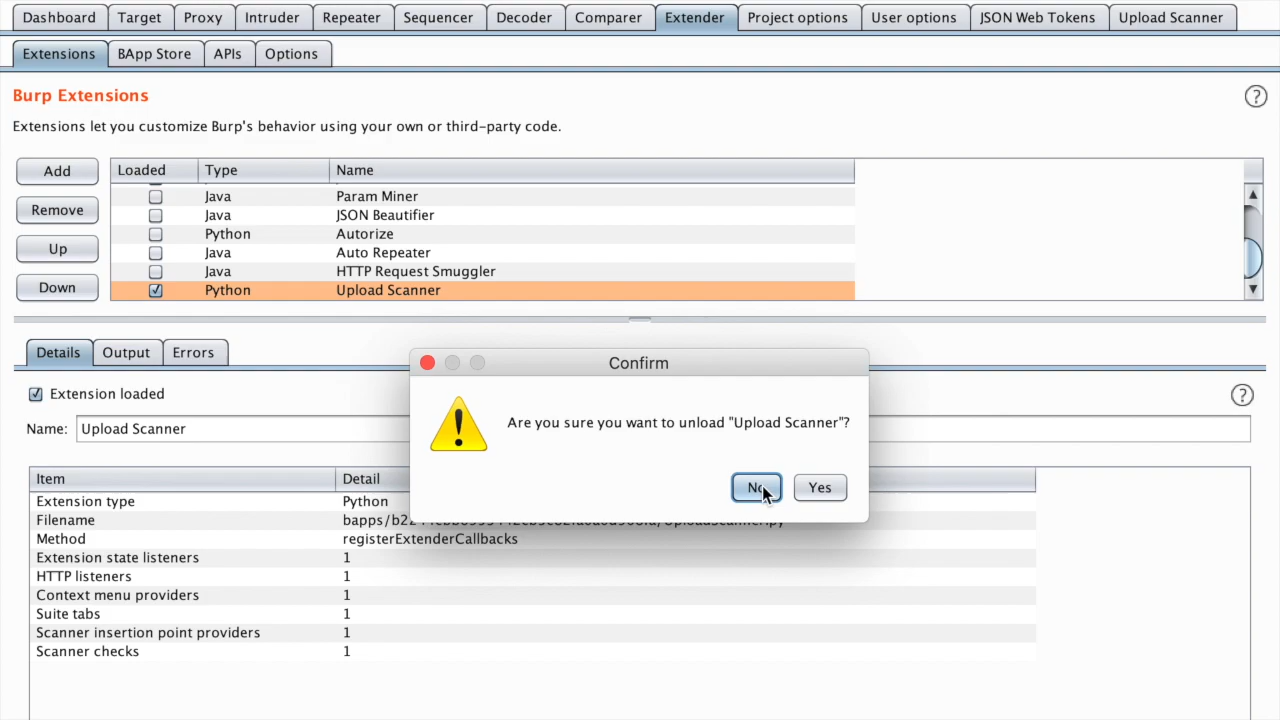 Dashboard Target Proxy Intruder Repeater Sequencer Decoder Comparer Extender Project options User options JSON Web Tokens Upload Scanner
Extensions BApp Store APIs Options
Burp Extensions ?
Extensions let you customize Burp's behavior using your own or third-party code.
Add Loaded Type Name
Java Param Miner
Remove Java JSON Beautifier
Python Autorize
Up Java Auto Repeater
Java HTTP Request Smuggler
Down Python Upload Scanner
Details Output Errors
Confirm
Extension loaded ?
Are you sure you want to unload "Upload Scanner"?
Name: Upload Scanner
Item Detail
No Yes
Extension type Python
Filename
Method registerExtenderCallbacks
Extension state listeners 1
HTTP listeners 1
Context menu providers 1
Suite tabs 1
Scanner insertion point providers 1
Scanner checks 1